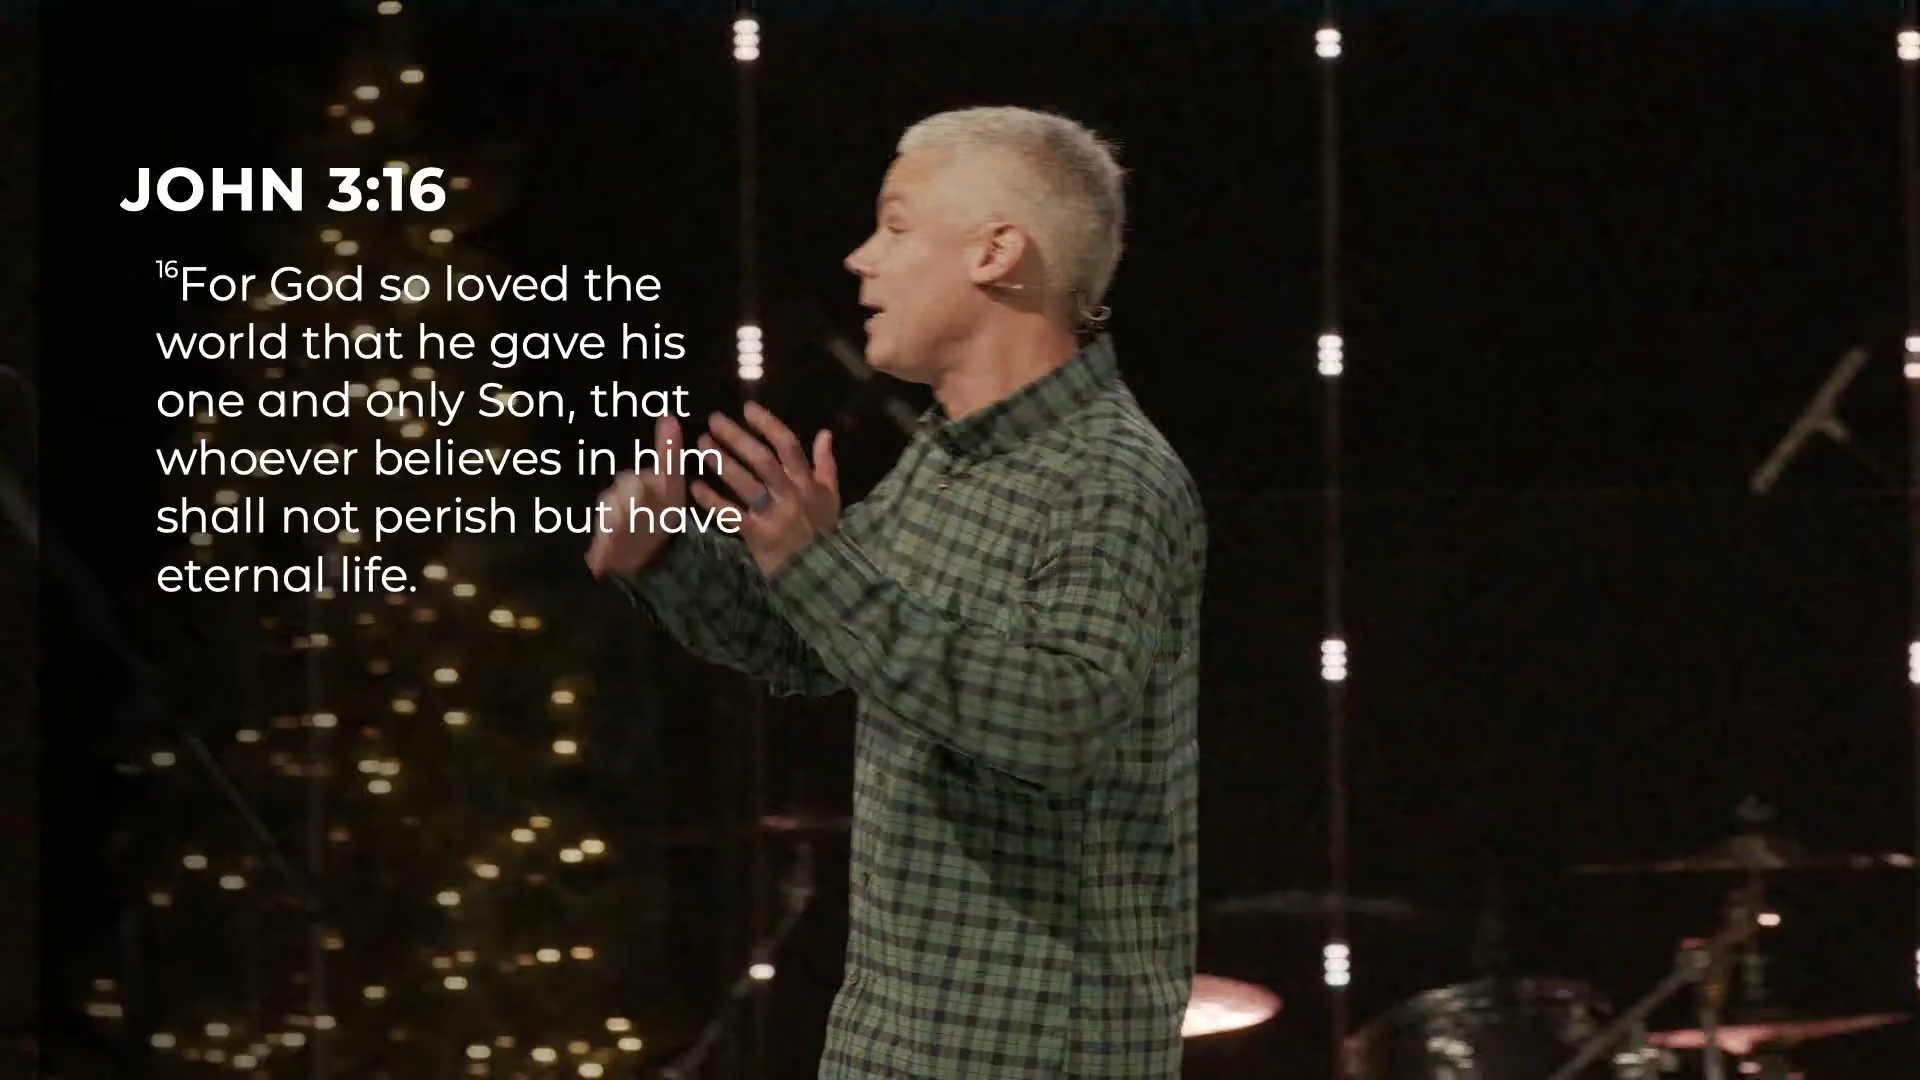 JOHN 3:16
16For God so loved the
world that he gave his
one and only Son, that
whoever believes in him
shall not perish but have
eternal life.